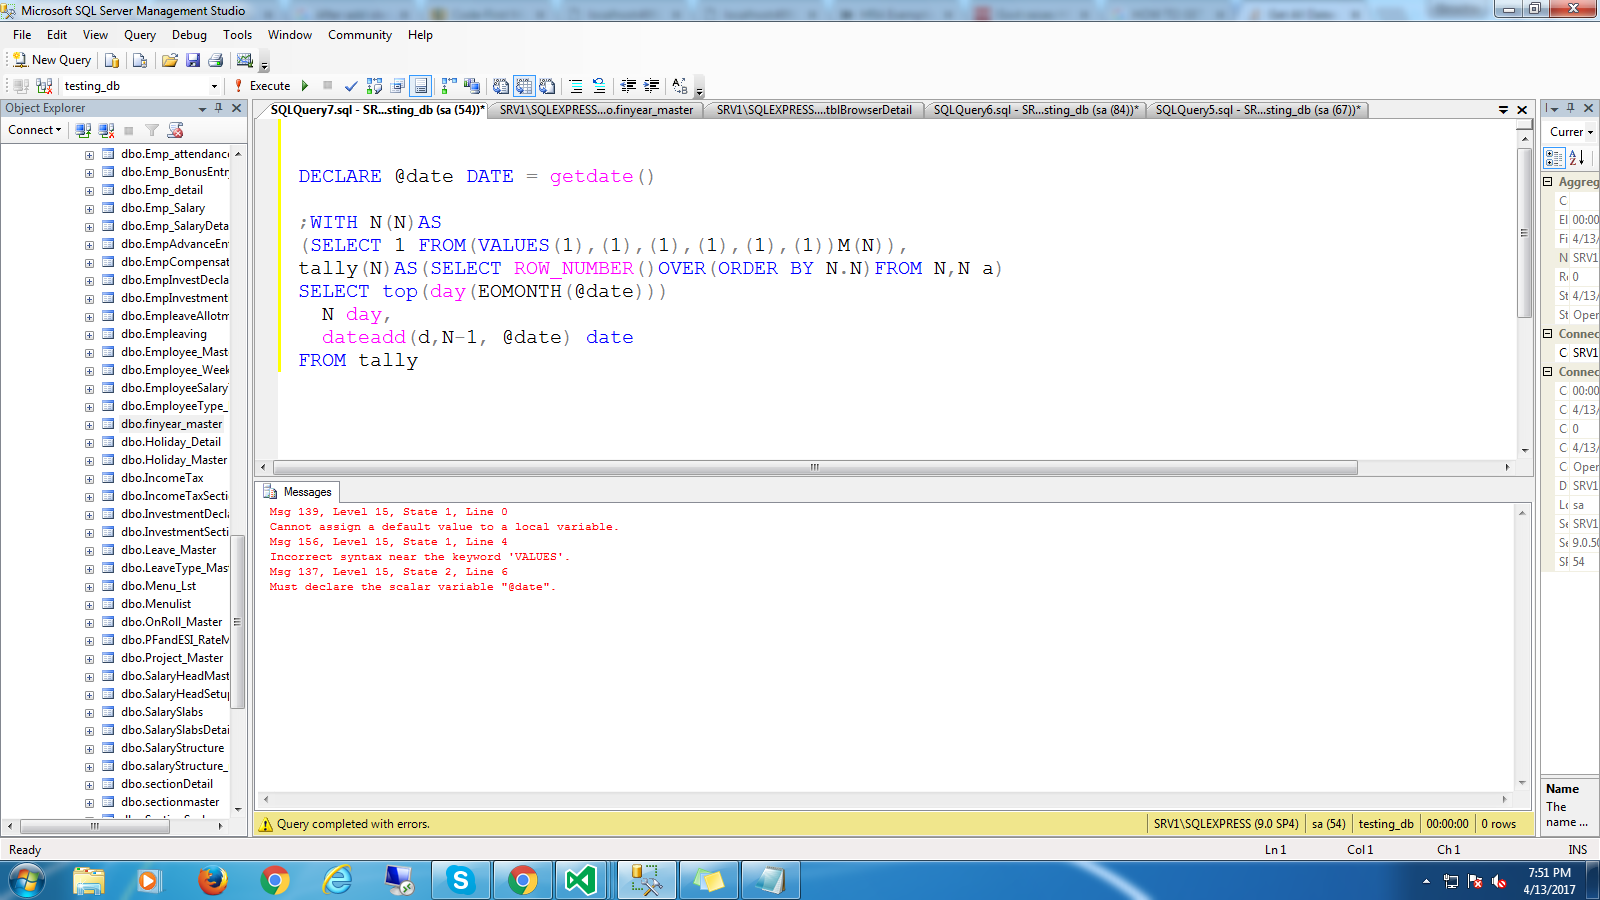 Microsoft SQL Server Management Studio
File Edit View Query Debug Tools Window Community Help
New Query
testing_db Execute
Object Explorer
Connect
dbo.Emp_attendanc
dbo.Emp_BonusEntr
dbo.Emp_detail
dbo.Emp_Salary
dbo.Emp_SalaryDeta
dbo.EmpAdvanceEnt
dbo.EmpCompensat
dbo.EmpInvestDecla
dbo.EmpInvestment
dbo.EmpleaveAllotm
dbo.Empleaving
dbo.Employee_Mast
dbo.Employee_Week
dbo.EmployeeSalary
dbo.EmployeeType_
dbo.finyear_master
dbo.Holiday_Detail
dbo.Holiday_Master
dbo.IncomeTax
dbo.IncomeTaxSecti
dbo.InvestmentDecl
dbo.InvestmentSecti
dbo.Leave_Master
dbo.LeaveType_Mas
dbo.Menu_Lst
dbo.Menulist
dbo.OnRoll_Master
dbo.PFandESI_RateM
dbo.Project_Master
dbo.SalaryHeadMast
dbo.SalaryHeadSetup
dbo.SalarySlabs
dbo.SalarySlabsDetai
dbo.SalaryStructure
dbo.salaryStructure_
dbo.sectionDetail
dbo.sectionmaster
SQLQuery7.sql - SR...sting_db (sa (54))* SRV1\SQLEXPRESS...o.finyear_master SRV1\SQLEXPRESS....tblBrowserDetail SQLQuery6.sql - SR...sting_db (sa (84))* SQLQuery5.sql - SR...sting_db (sa (67))*
DECLARE @date DATE = getdate()
;WITH N(N)AS
(SELECT 1 FROM(VALUES(1),(1),(1),(1),(1),(1))M(N)),
tally(N)AS(SELECT ROW_NUMBER()OVER(ORDER BY N.N)FROM N,N a)
SELECT top(day(EOMONTH(@date)))
N day,
dateadd(d,N-1, @date) date
FROM tally
Messages
Msg 139, Level 15, State 1, Line 0
Cannot assign a default value to a local variable.
Msg 156, Level 15, State 1, Line 4
Incorrect syntax near the keyword 'VALUES'.
Msg 137, Level 15, State 2, Line 6
Must declare the scalar variable "@date".
Query completed with errors. SRV1\SQLEXPRESS (9.0 SP4) sa (54) testing_db 00:00:00 0 rows
Currer
Aggreg
C
El 00:00
Fi 4/13/
N SRV1
Re 0
St 4/13/
St Oper
Connec
C SRV1
Connec
C 00:00
C 4/13/
C 0
C 4/13/
C Oper
D SRV1
Lo sa
Se SRV1
Se 9.0.50
SF 54
Name
The
name ...
Ready Ln 1 Col 1 Ch 1 INS
7:51 PM
4/13/2017